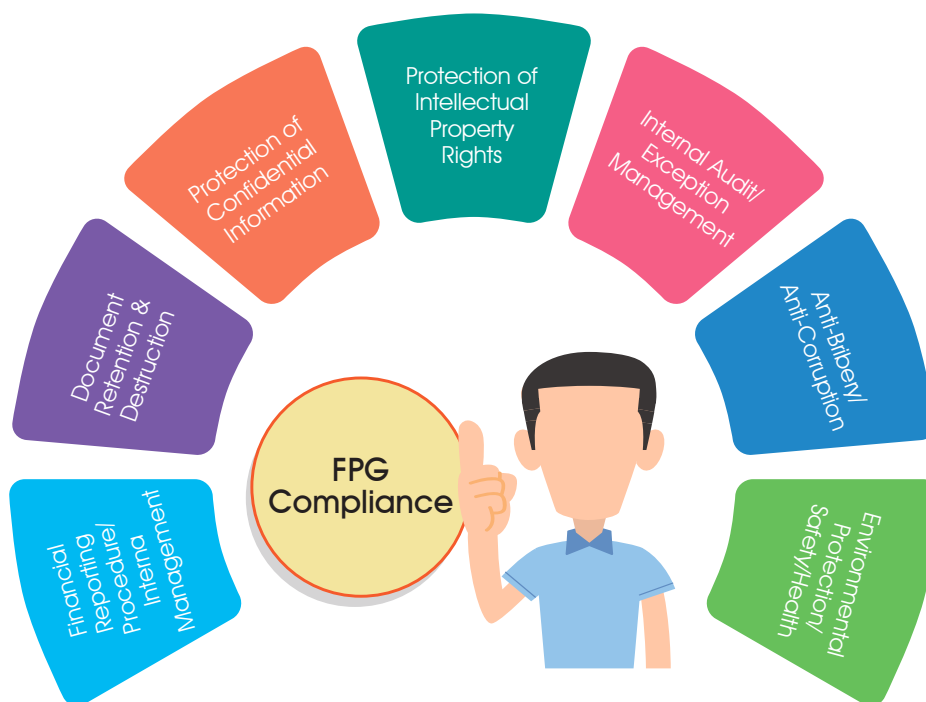 Financial
Reporting
Procedure/
Interna
Management
Document
Retention &
Destruction
Protection of
Confidential
Information
Protection of
Intellectual
Property
Rights
Internal Audit/
Exception
Management
Anti-Bribery/
Anti-Corruption
Environmental
Protection/
Safety/Health
FPG
Compliance